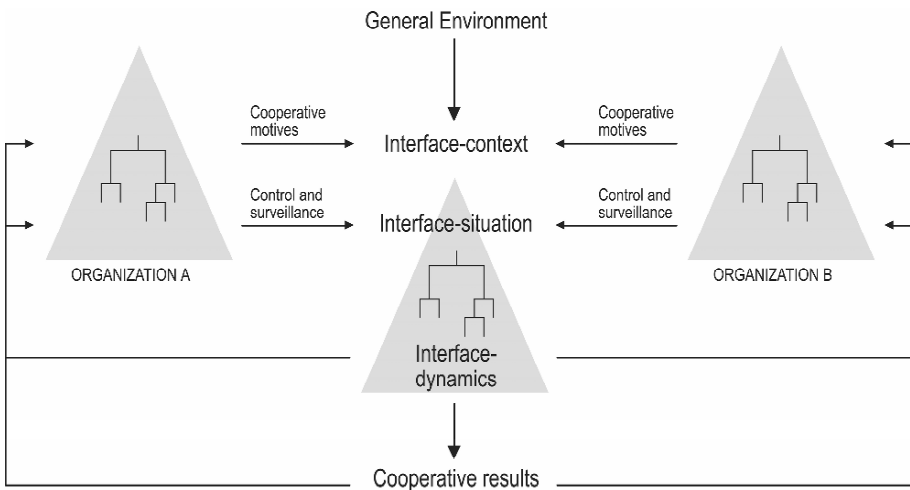 General Environment
Cooperative
motives
Interface-context
Cooperative
motives
Control and
surveillance
Interface-situation
Control and
surveillance
ORGANIZATION A
ORGANIZATION B
Interface-
dynamics
Cooperative results